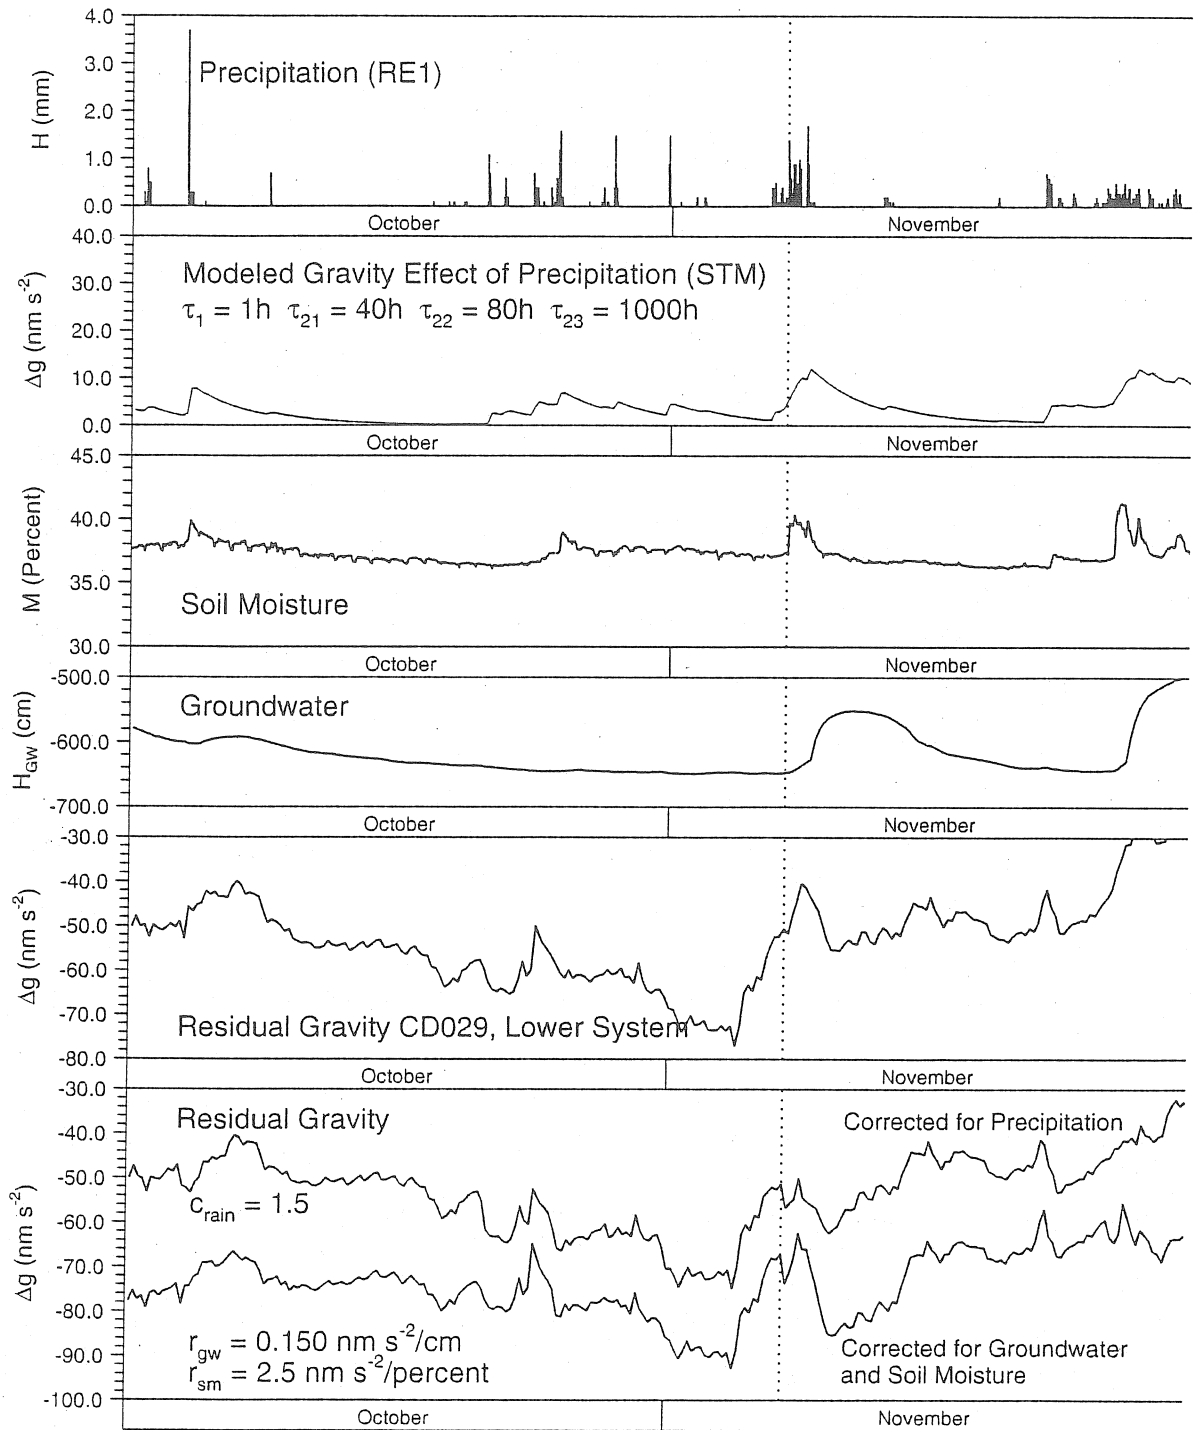 4.0
3.0
2.0
1.0
0.0
H (mm)
Precipitation (RE1)
October
November
40.0
30.0
20.0
10.0
0.0
Δg (nm s⁻²)
Modeled Gravity Effect of Precipitation (STM)
τ₁ = 1h τ₂₁ = 40h τ₂₂ = 80h τ₂₃ = 1000h
October
November
45.0
40.0
35.0
30.0
M (Percent)
Soil Moisture
October
November
-500.0
-600.0
-700.0
H_GW (cm)
Groundwater
October
November
-30.0
-40.0
-50.0
-60.0
-70.0
-80.0
Δg (nm s⁻²)
Residual Gravity CD029, Lower System
October
November
-30.0
-40.0
-50.0
-60.0
-70.0
-80.0
-90.0
-100.0
Δg (nm s⁻²)
Residual Gravity
Corrected for Precipitation
c_rain = 1.5
r_gw = 0.150 nm s⁻²/cm
r_sm = 2.5 nm s⁻²/percent
Corrected for Groundwater
and Soil Moisture
October
November